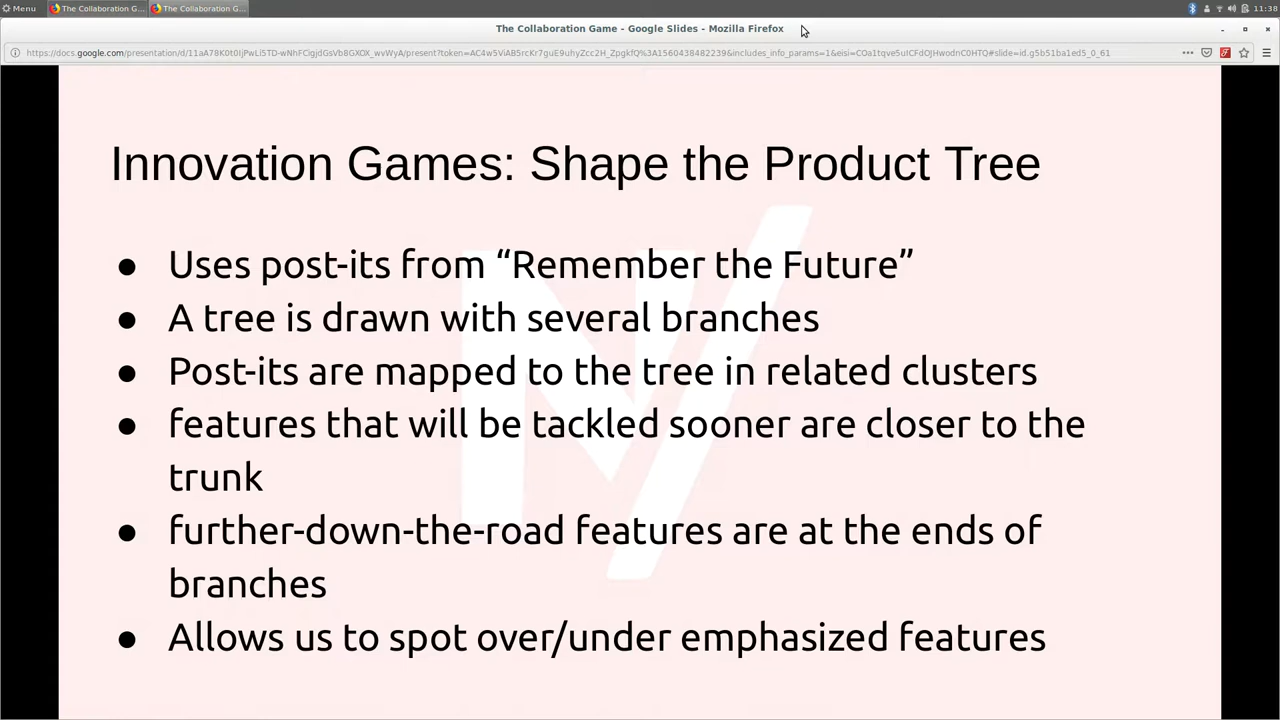 Menu
The Collaboration G...
The Collaboration G...
11:38
The Collaboration Game - Google Slides - Mozilla Firefox
Innovation Games: Shape the Product Tree
● Uses post-its from “Remember the Future”
● A tree is drawn with several branches
● Post-its are mapped to the tree in related clusters
● features that will be tackled sooner are closer to the
trunk
● further-down-the-road features are at the ends of
branches
● Allows us to spot over/under emphasized features